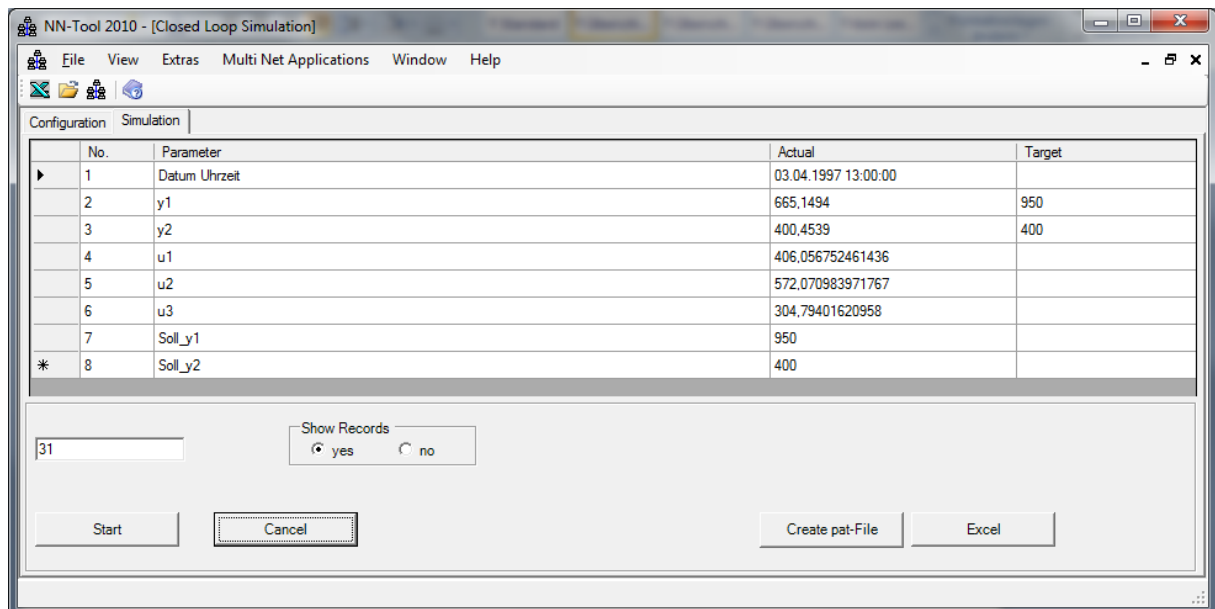 NN-Tool 2010 - [Closed Loop Simulation]
File View Extras Multi Net Applications Window Help
Configuration Simulation
No. Parameter Actual Target
1 Datum Uhrzeit 03.04.1997 13:00:00
2 y1 665,1494 950
3 y2 400,4539 400
4 u1 406,056752461436
5 u2 572,070983971767
6 u3 304,79401620958
7 Soll_y1 950
* 8 Soll_y2 400
Show Records
31 yes no
Start Cancel Create pat-File Excel